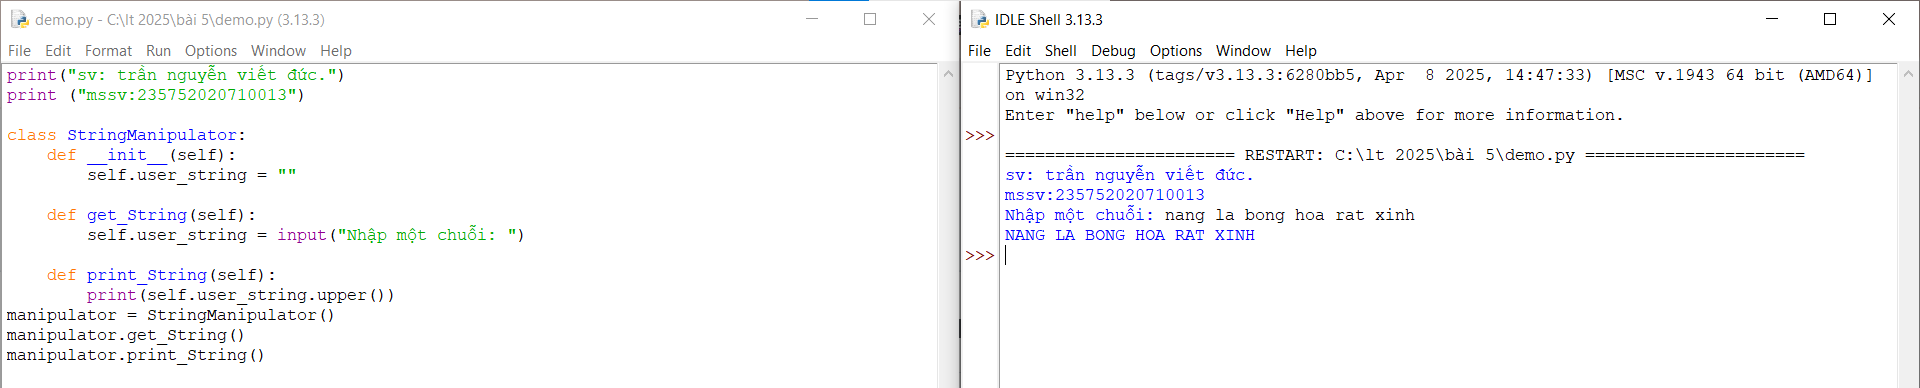 demo.py - C:\lt 2025\bài 5\demo.py (3.13.3)
File Edit Format Run Options Window Help
print("sv: trần nguyễn viết đức.")
print ("mssv:235752020710013")
class StringManipulator:
    def __init__(self):
        self.user_string = ""
    def get_String(self):
        self.user_string = input("Nhập một chuỗi: ")
    def print_String(self):
        print(self.user_string.upper())
manipulator = StringManipulator()
manipulator.get_String()
manipulator.print_String()
IDLE Shell 3.13.3
File Edit Shell Debug Options Window Help
Python 3.13.3 (tags/v3.13.3:6280bb5, Apr  8 2025, 14:47:33) [MSC v.1943 64 bit (AMD64)]
on win32
Enter "help" below or click "Help" above for more information.
>>>
======================= RESTART: C:\lt 2025\bài 5\demo.py ======================
sv: trần nguyễn viết đức.
mssv:235752020710013
Nhập một chuỗi: nang la bong hoa rat xinh
NANG LA BONG HOA RAT XINH
>>>